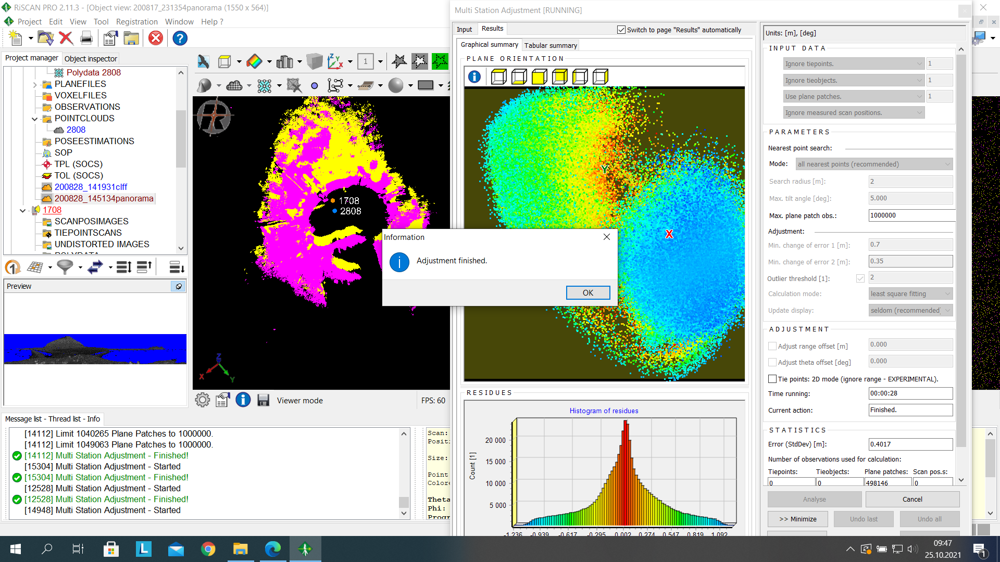 RiSCAN PRO 2.11.3 - [Object view: 200817_231354panorama (1550 x 564)]
Project Edit View Tool Registration Window Help ?
Project manager Object inspector
Polydata 2808
PLANEFILES
VOXELFILES
OBSERVATIONS
POINTCLOUDS
2808
POSEESTIMATIONS
SOP
TPL (SOCS)
TOL (SOCS)
200828_141931clff
200828_145134panorama
1708
SCANPOSIMAGES
TIEPOINTSCANS
UNDISTORTED IMAGES
Preview
1
1708
2808
Z
X
Y
Viewer mode
FPS: 60
Message list - Thread list - Info
[14112] Limit 1040265 Plane Patches to 1000000.
[14112] Limit 1049063 Plane Patches to 1000000.
[14112] Multi Station Adjustment - Finished!
[15304] Multi Station Adjustment - Started
[15304] Multi Station Adjustment - Finished!
[12528] Multi Station Adjustment - Started
[12528] Multi Station Adjustment - Finished!
[14948] Multi Station Adjustment - Started
Scan:
Positi
Size:
Point
Colore
Theta
Phi:
Progr
Multi Station Adjustment [RUNNING]
Input Results
Switch to page "Results" automatically
Graphical summary Tabular summary
PLANE ORIENTATION
Y
X
Information
Adjustment finished.
OK
RESIDUES
Histogram of residues
Count [1]
20 000
15 000
10 000
5 000
-1.236 -0.939 -0.617 -0.295 0.002 0.274 0.547 0.819 1.092
Units: [m], [deg]
INPUT DATA
Ignore tiepoints. 1
Ignore tieobjects. 1
Use plane patches. 1
Ignore measured scan positions.
PARAMETERS
Nearest point search:
Mode: all nearest points (recommended)
Search radius [m]: 2
Max. tilt angle [deg]: 5.000
Max. plane patch obs.: 1000000
Adjustment:
Min. change of error 1 [m]: 0.7
Min. change of error 2 [m]: 0.35
Outlier threshold [1]: 2
Calculation mode: least square fitting
Update display: seldom (recommended)
ADJUSTMENT
Adjust range offset [m] 0.000
Adjust theta offset [deg] 0.000
Tie points: 2D mode (ignore range - EXPERIMENTAL).
Time running: 00:00:28
Current action: Finished.
STATISTICS
Error (StdDev) [m]: 0.4017
Number of observations used for calculation:
Tiepoints: Tieobjects: Plane patches: Scan pos.s:
0 0 498146 0
Analyse Cancel
>> Minimize Undo last Undo all
09:47
25.10.2021
1